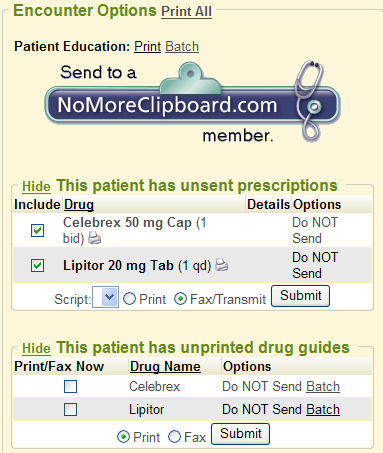 Encounter Options Print All
Patient Education: Print Batch
Send to a
NoMoreClipboard.com
member.
Hide This patient has unsent prescriptions
Include Drug Details Options
Celebrex 50 mg Cap (1 bid) Do NOT Send
Lipitor 20 mg Tab (1 qd) Do NOT Send
Script: Print Fax/Transmit Submit
Hide This patient has unprinted drug guides
Print/Fax Now Drug Name Options
Celebrex Do NOT Send Batch
Lipitor Do NOT Send Batch
Print Fax Submit